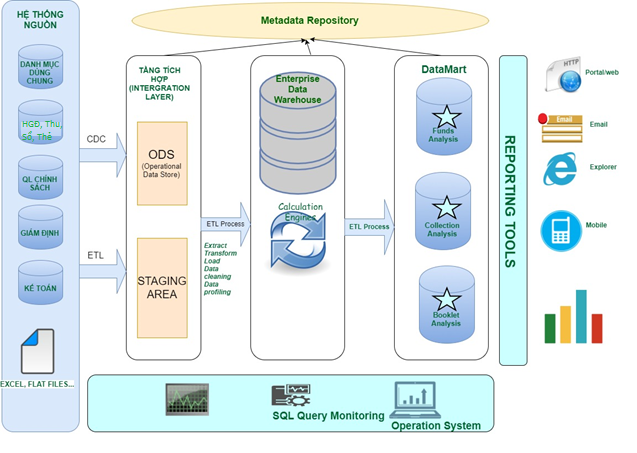 HỆ THỐNG
NGUỒN
DANH MỤC
DÙNG
CHUNG
HGĐ, Thu,
Sổ, Thẻ
QL CHÍNH
SÁCH
GIÁM ĐỊNH
KẾ TOÁN
EXCEL, FLAT FILES...
CDC
ETL
Metadata Repository
TẦNG TÍCH
HỢP
(INTERGRATION
LAYER)
ODS
(Operational
Data Store)
STAGING
AREA
ETL Process
Extract
Transform
Load
Data
cleaning
Data
profiling
Enterprise
Data
Warehouse
Calculation
Engines
ETL Process
DataMart
Funds
Analysis
Collection
Analysis
Booklet
Analysis
REPORTING TOOLS
HTTP
Portal/web
Email
Email
Explorer
Mobile
SQL Query Monitoring
Operation System